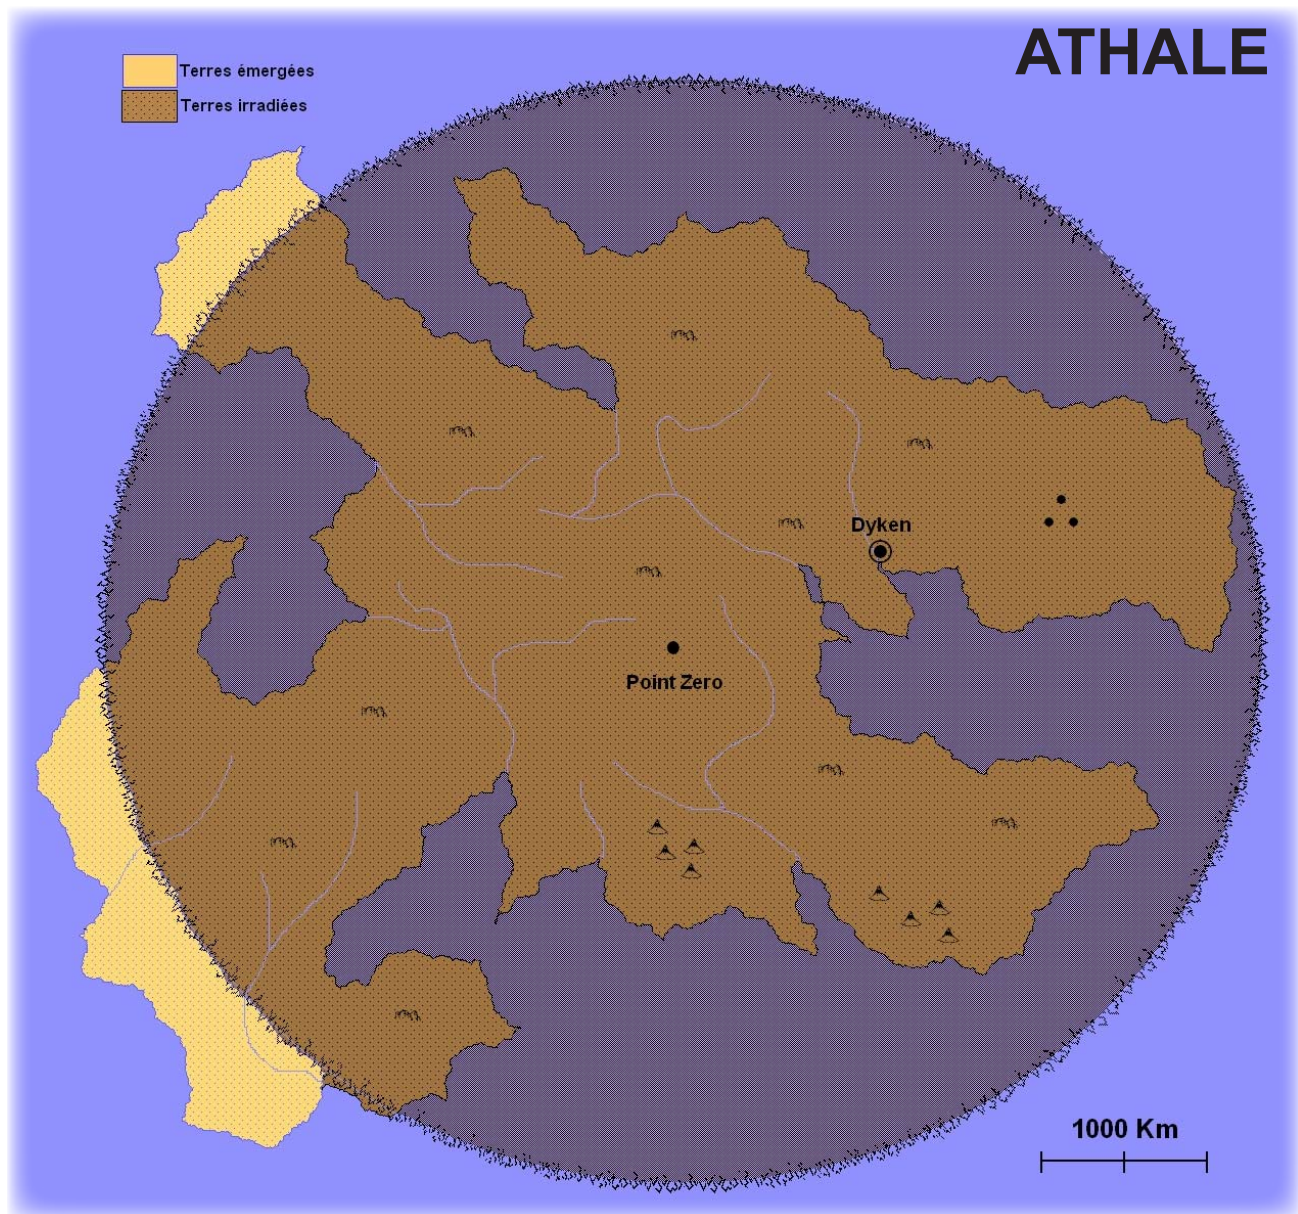 ATHALE
Terres émergées
Terres irradiées
Dyken
Point Zero
1000 Km